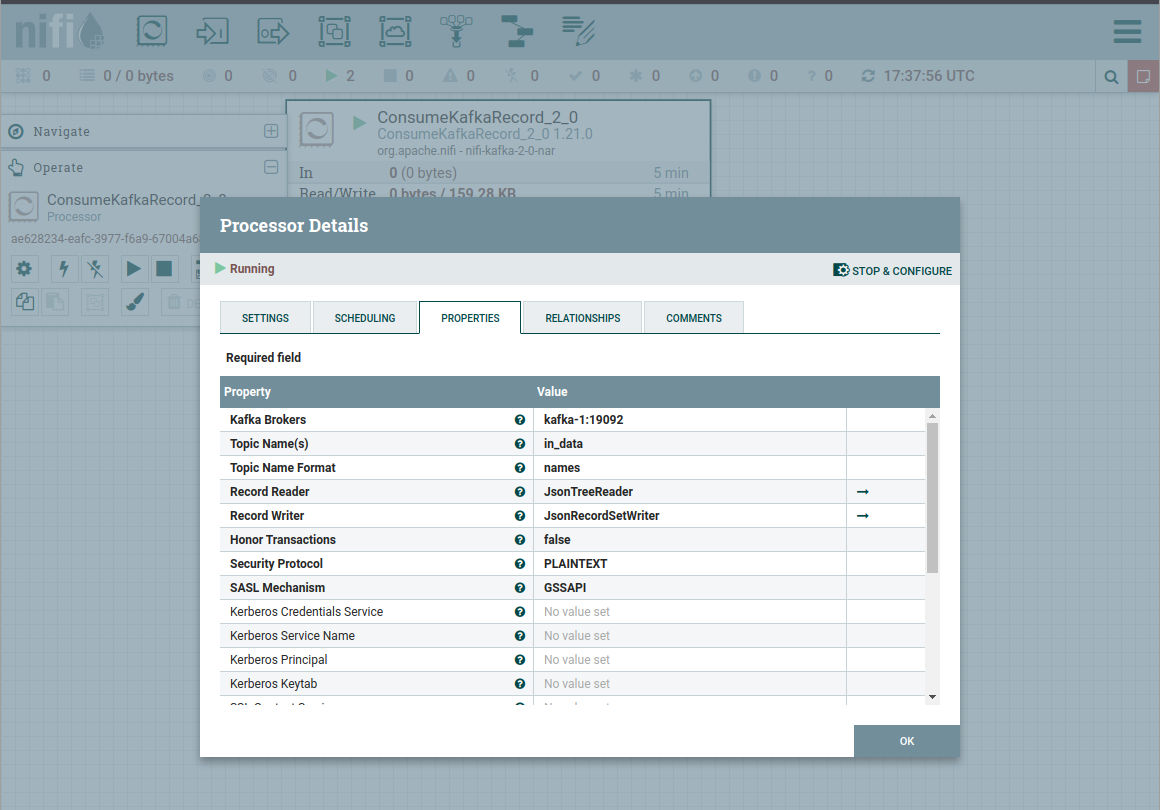 nifi
0 0 / 0 bytes 0 0 2 0 0 0 0 0 0 0 0 17:37:56 UTC
Navigate
Operate
ConsumeKafkaRecord_2_0
Processor
ae628234-eafc-3977-f6a9-67004a6
DE
ConsumeKafkaRecord_2_0
ConsumeKafkaRecord_2_0 1.21.0
org.apache.nifi - nifi-kafka-2-0-nar
In 0 (0 bytes) 5 min
Read/Write 0 bytes / 159.28 KB 5 min
Processor Details
Running
STOP & CONFIGURE
SETTINGS SCHEDULING PROPERTIES RELATIONSHIPS COMMENTS
Required field
Property Value
Kafka Brokers kafka-1:19092
Topic Name(s) in_data
Topic Name Format names
Record Reader JsonTreeReader
Record Writer JsonRecordSetWriter
Honor Transactions false
Security Protocol PLAINTEXT
SASL Mechanism GSSAPI
Kerberos Credentials Service No value set
Kerberos Service Name No value set
Kerberos Principal No value set
Kerberos Keytab No value set
OK